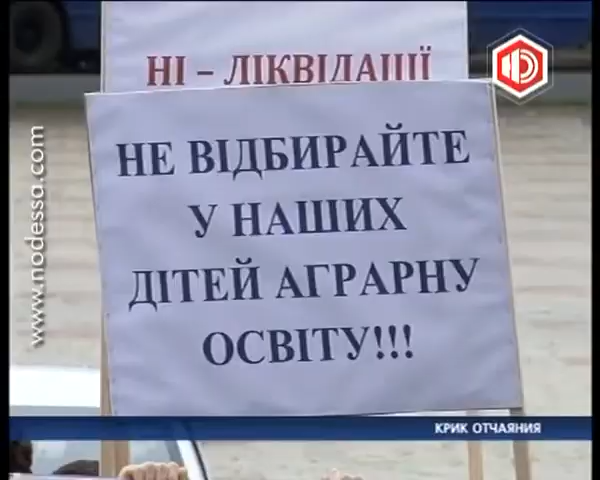 НІ – ЛІКВІДАЦІЇ
НЕ ВІДБИРАЙТЕ
У НАШИХ
ДІТЕЙ АГРАРНУ
ОСВІТУ!!!
www.nodessa.com
КРИК ОТЧАЯНИЯ